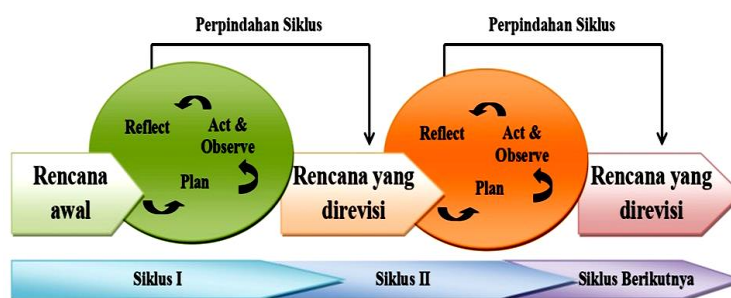 Perpindahan Siklus
Perpindahan Siklus
Reflect
Act &
Observe
Plan
Reflect
Act &
Observe
Plan
Rencana
awal
Rencana yang
direvisi
Rencana yang
direvisi
Siklus I
Siklus II
Siklus Berikutnya